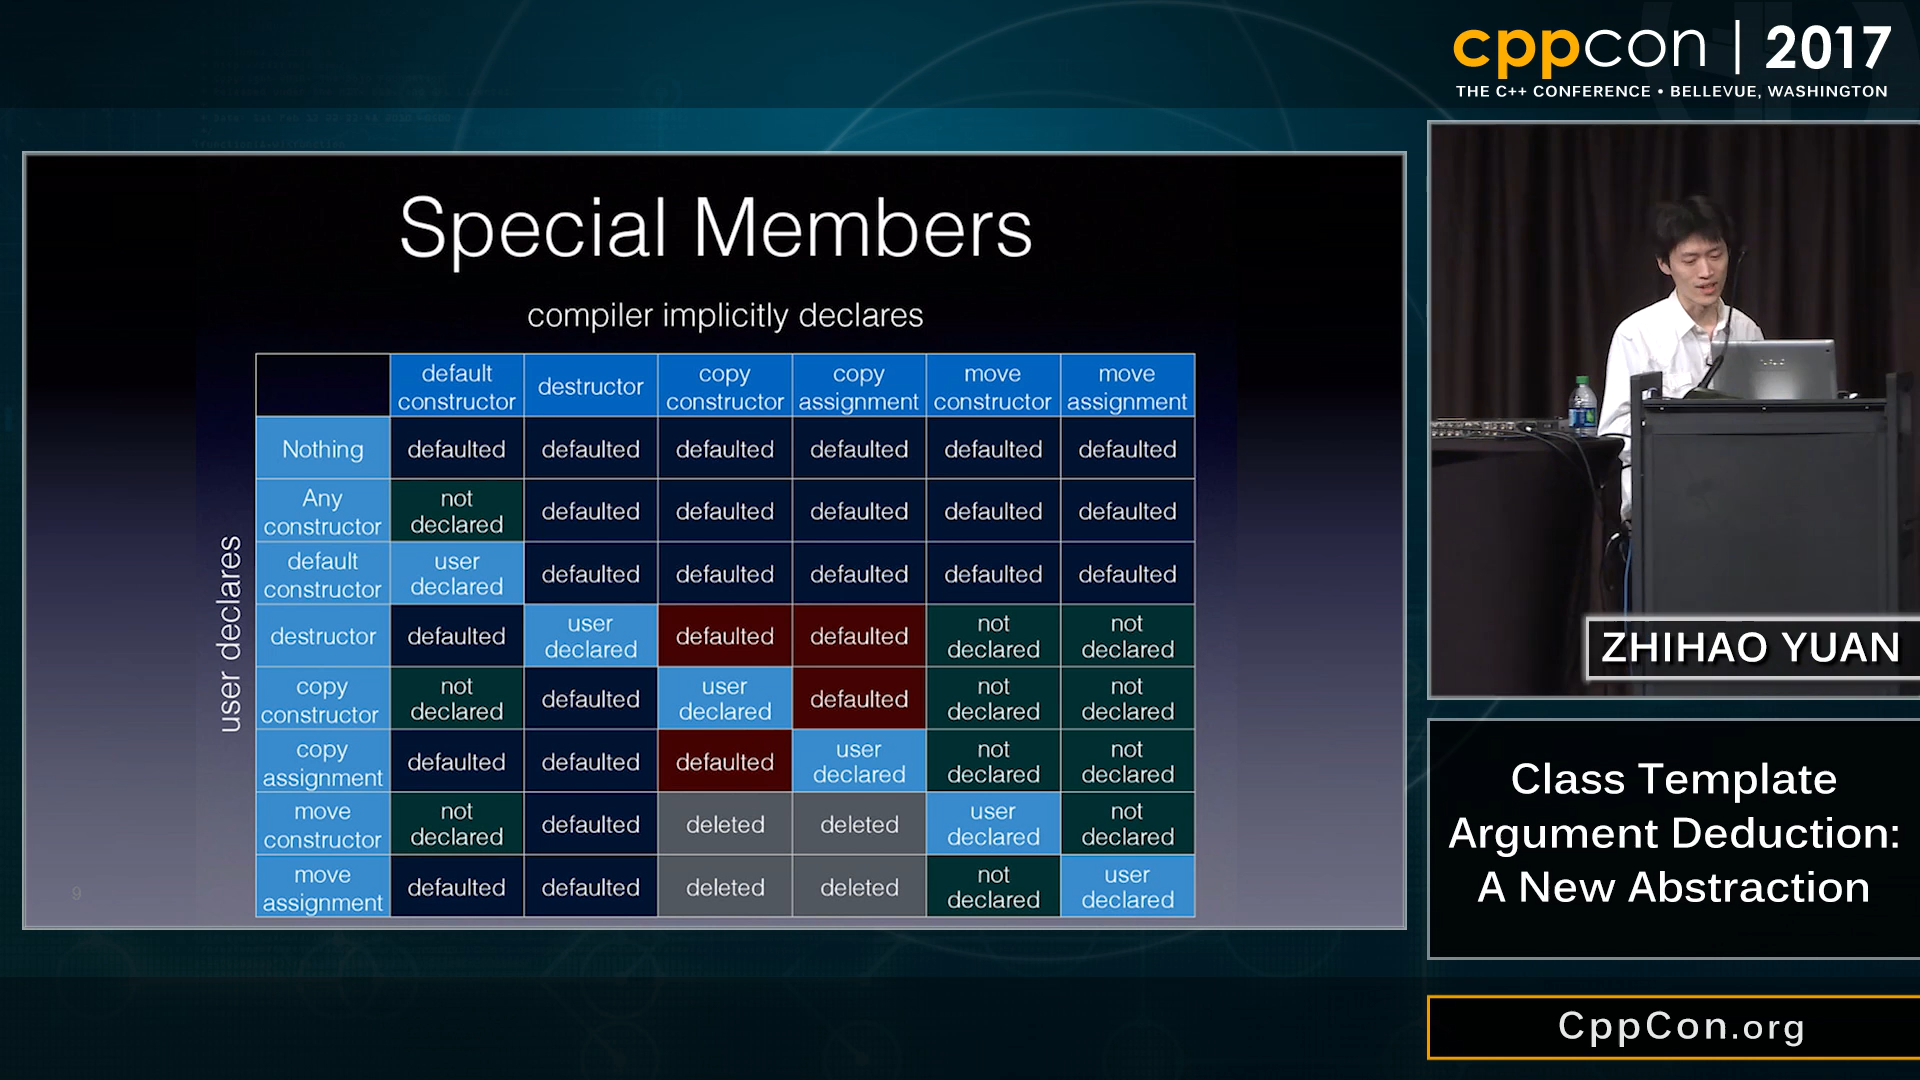 cppcon | 2017
THE C++ CONFERENCE • BELLEVUE, WASHINGTON
Special Members
compiler implicitly declares
user declares
default constructor destructor copy constructor copy assignment move constructor move assignment
Nothing defaulted defaulted defaulted defaulted defaulted defaulted
Any constructor not declared defaulted defaulted defaulted defaulted defaulted
default constructor user declared defaulted defaulted defaulted defaulted defaulted
destructor defaulted user declared defaulted defaulted not declared not declared
copy constructor not declared defaulted user declared defaulted not declared not declared
copy assignment defaulted defaulted defaulted user declared not declared not declared
move constructor not declared defaulted deleted deleted user declared not declared
move assignment defaulted defaulted deleted deleted not declared user declared
9
ZHIHAO YUAN
Class Template
Argument Deduction:
A New Abstraction
CppCon.org